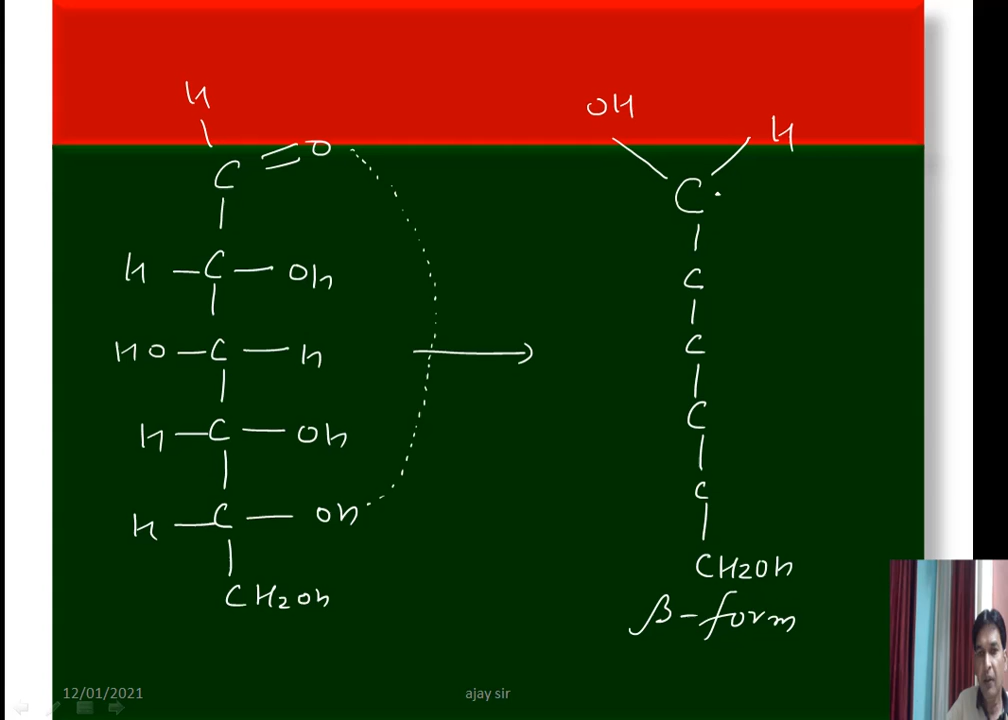 H
C = O
H – C – Oh
HO – C – h
h – C – Oh
h – C – Oh
CH2Oh
OH H
C
C
C
C
C
CH2Oh
β-form
12/01/2021 ajay sir